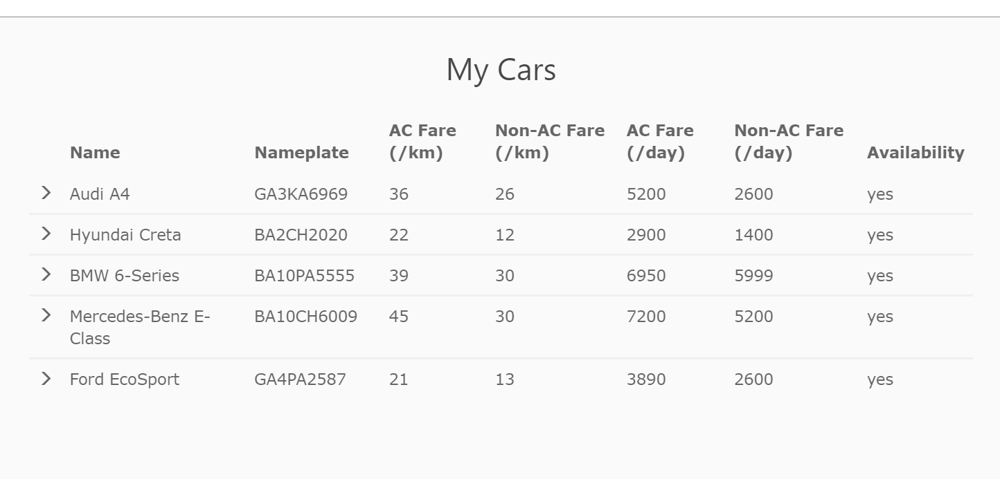 My Cars
Name Nameplate AC Fare (/km) Non-AC Fare (/km) AC Fare (/day) Non-AC Fare (/day) Availability
Audi A4 GA3KA6969 36 26 5200 2600 yes
Hyundai Creta BA2CH2020 22 12 2900 1400 yes
BMW 6-Series BA10PA5555 39 30 6950 5999 yes
Mercedes-Benz E- BA10CH6009 45 30 7200 5200 yes
Class
Ford EcoSport GA4PA2587 21 13 3890 2600 yes